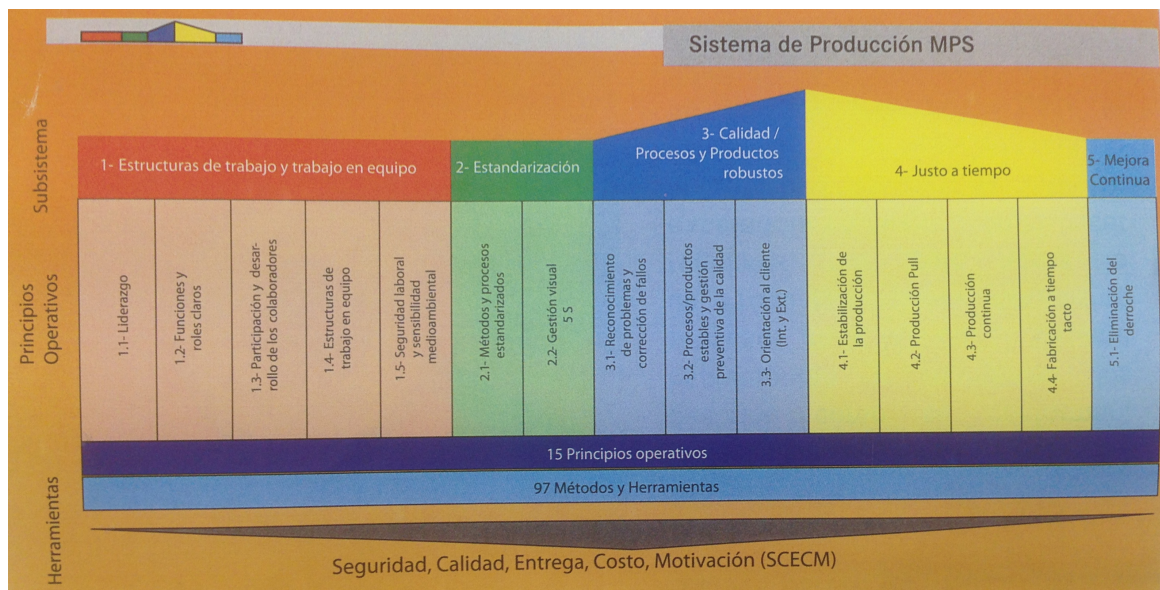 Sistema de Producción MPS
Subsistema
1- Estructuras de trabajo y trabajo en equipo
2- Estandarización
3- Calidad /
Procesos y Productos
robustos
4- Justo a tiempo
5- Mejora
Continua
Principios
Operativos
1.1- Liderazgo
1.2- Funciones y
roles claros
1.3- Participación y desar-
rollo de los colaboradores
1.4- Estructuras de
trabajo en equipo
1.5- Seguridad laboral
y sensibilidad
medioambiental
2.1- Métodos y procesos
estandarizados
2.2- Gestión visual
5 S
3.1- Reconocimiento
de problemas y
corrección de fallos
3.2- Procesos/productos
estables y gestión
preventiva de la calidad
3.3- Orientación al cliente
(Int. y Ext.)
4.1- Estabilización de
la producción
4.2- Producción Pull
4.3- Producción
continua
4.4- Fabricación a tiempo
tacto
5.1- Eliminación del
derroche
15 Principios operativos
Herramientas
97 Métodos y Herramientas
Seguridad, Calidad, Entrega, Costo, Motivación (SCECM)